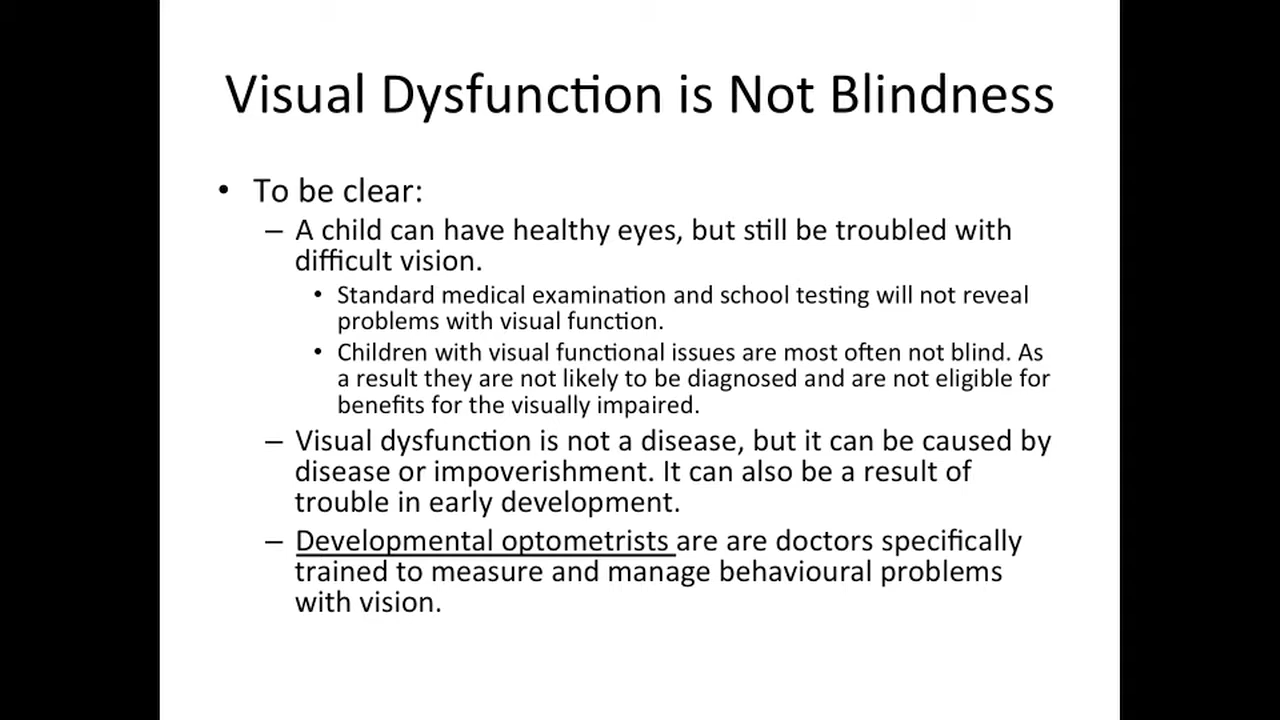 Visual Dysfunction is Not Blindness
• To be clear:
– A child can have healthy eyes, but still be troubled with
difficult vision.
• Standard medical examination and school testing will not reveal
problems with visual function.
• Children with visual functional issues are most often not blind. As
a result they are not likely to be diagnosed and are not eligible for
benefits for the visually impaired.
– Visual dysfunction is not a disease, but it can be caused by
disease or impoverishment. It can also be a result of
trouble in early development.
– Developmental optometrists are are doctors specifically
trained to measure and manage behavioural problems
with vision.